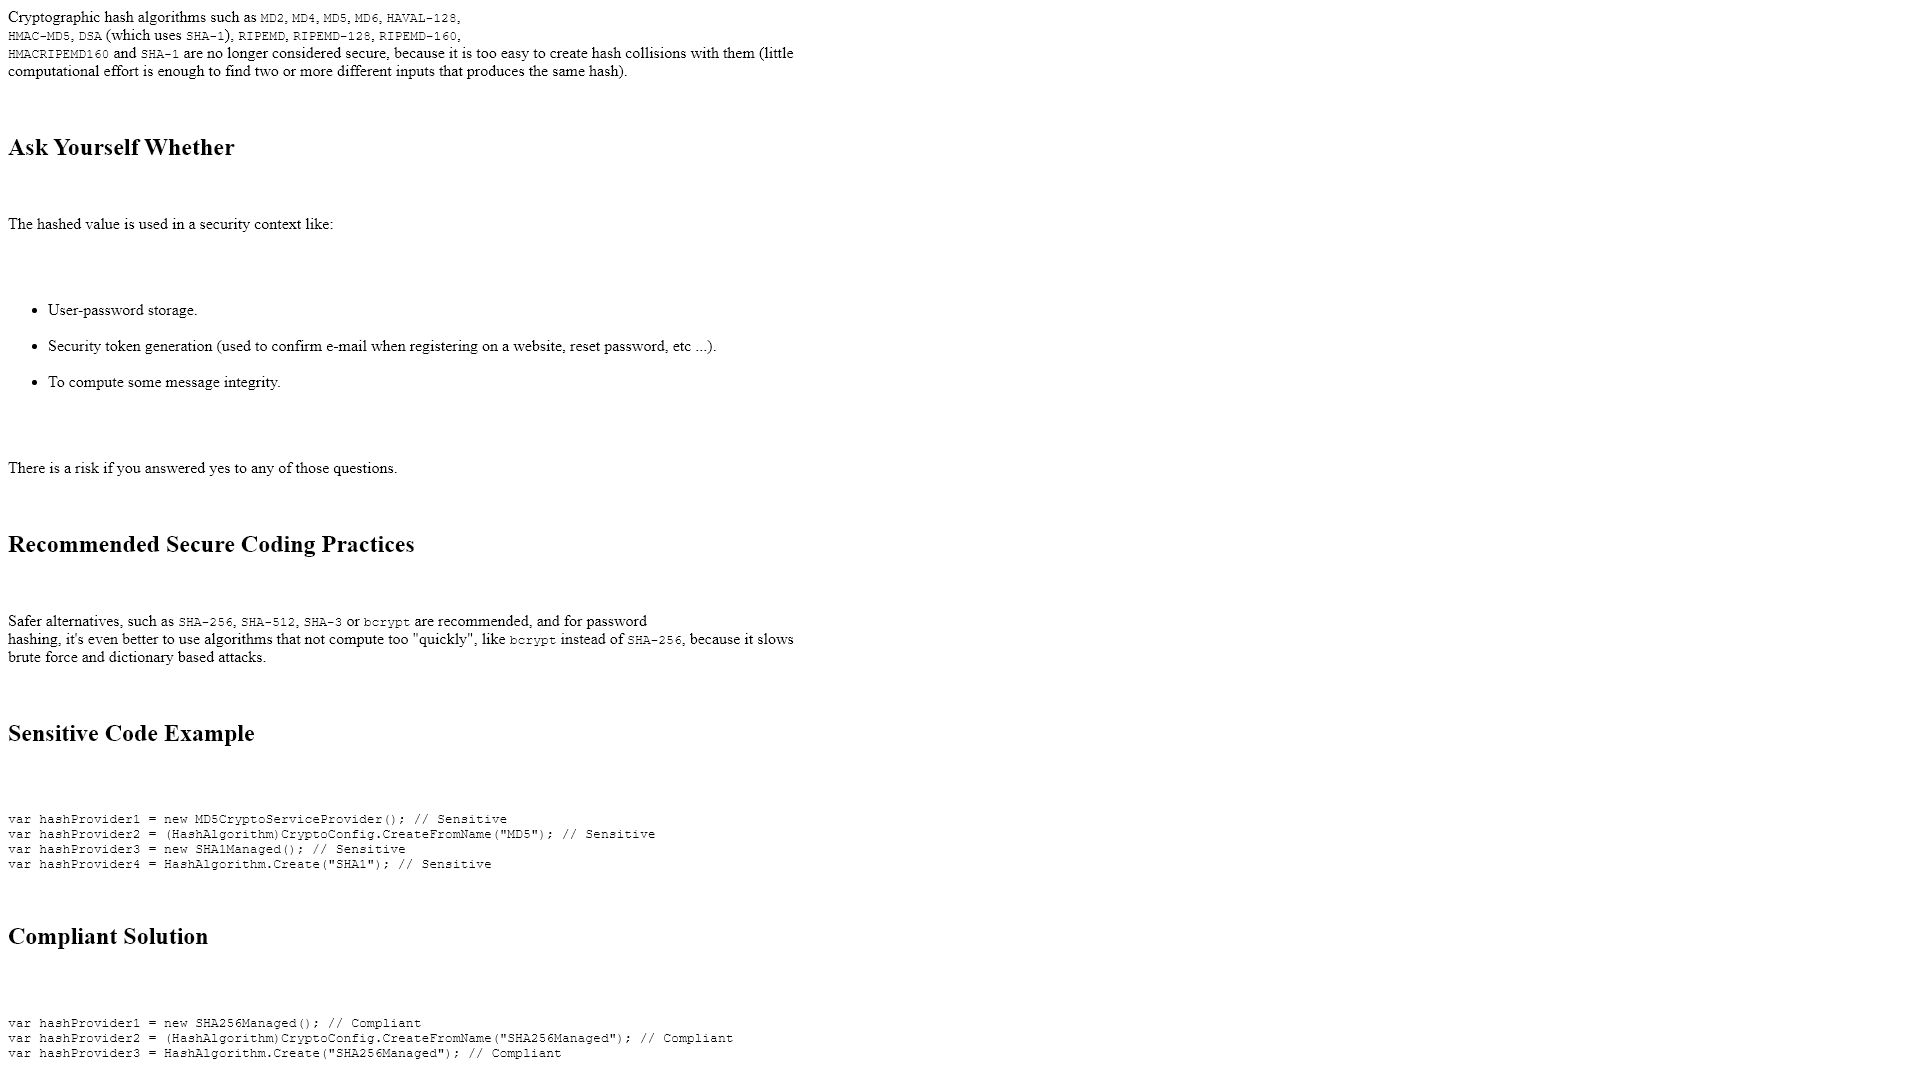 Cryptographic hash algorithms such as MD2, MD4, MD5, MD6, HAVAL-128,
HMAC-MD5, DSA (which uses SHA-1), RIPEMD, RIPEMD-128, RIPEMD-160,
HMACRIPEMD160 and SHA-1 are no longer considered secure, because it is too easy to create hash collisions with them (little
computational effort is enough to find two or more different inputs that produces the same hash).
Ask Yourself Whether
The hashed value is used in a security context like:
• User-password storage.
• Security token generation (used to confirm e-mail when registering on a website, reset password, etc ...).
• To compute some message integrity.
There is a risk if you answered yes to any of those questions.
Recommended Secure Coding Practices
Safer alternatives, such as SHA-256, SHA-512, SHA-3 or bcrypt are recommended, and for password
hashing, it's even better to use algorithms that not compute too "quickly", like bcrypt instead of SHA-256, because it slows
brute force and dictionary based attacks.
Sensitive Code Example
var hashProvider1 = new MD5CryptoServiceProvider(); // Sensitive
var hashProvider2 = (HashAlgorithm)CryptoConfig.CreateFromName("MD5"); // Sensitive
var hashProvider3 = new SHA1Managed(); // Sensitive
var hashProvider4 = HashAlgorithm.Create("SHA1"); // Sensitive
Compliant Solution
var hashProvider1 = new SHA256Managed(); // Compliant
var hashProvider2 = (HashAlgorithm)CryptoConfig.CreateFromName("SHA256Managed"); // Compliant
var hashProvider3 = HashAlgorithm.Create("SHA256Managed"); // Compliant